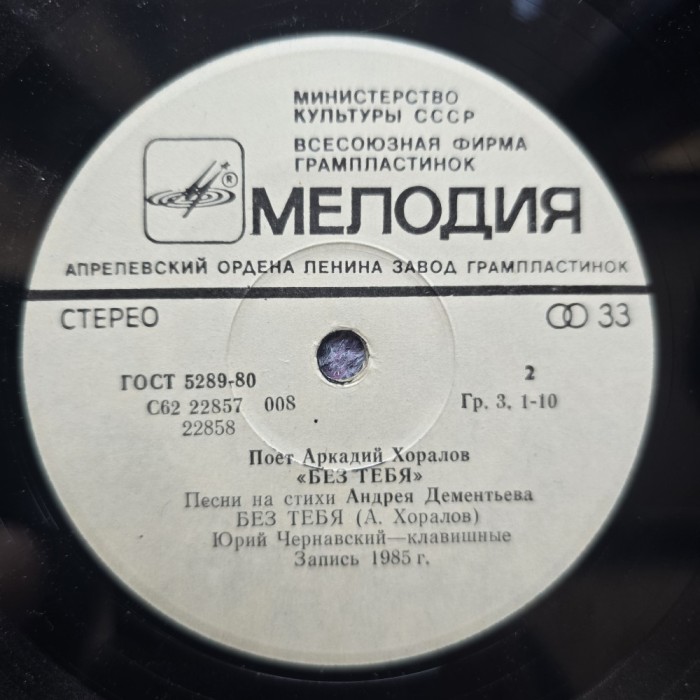 МИНИСТЕРСТВО
КУЛЬТУРЫ СССР
ВСЕСОЮЗНАЯ ФИРМА
ГРАМПЛАСТИНОК
®
МЕЛОДИЯ
АПРЕЛЕВСКИЙ ОРДЕНА ЛЕНИНА ЗАВОД ГРАМПЛАСТИНОК
СТЕРЕО 33
ГОСТ 5289-80 2
С62 22857 008 Гр. 3, 1-10
22858
Поет Аркадий Хоралов
«БЕЗ ТЕБЯ»
Песни на стихи Андрея Дементьева
БЕЗ ТЕБЯ (А. Хоралов)
Юрий Чернавский—клавишные
Запись 1985 г.